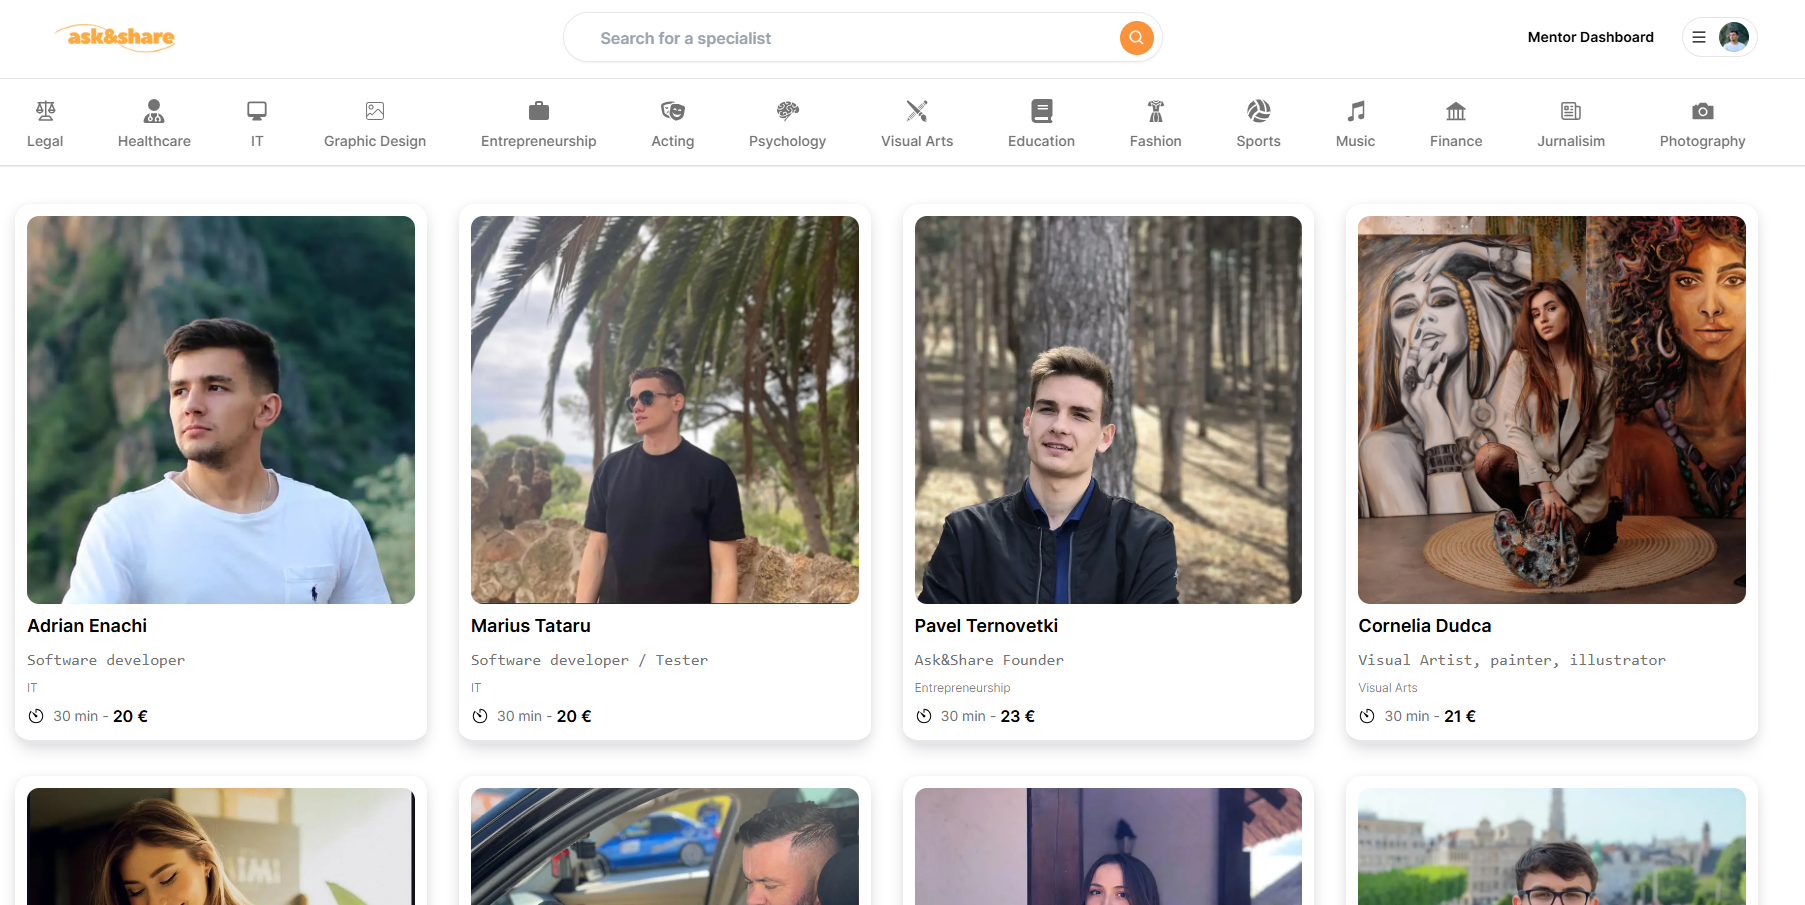 ask&share
Search for a specialist
Mentor Dashboard
Legal
Healthcare
IT
Graphic Design
Entrepreneurship
Acting
Psychology
Visual Arts
Education
Fashion
Sports
Music
Finance
Jurnalisim
Photography
Adrian Enachi
Software developer
IT
30 min - 20 €
Marius Tataru
Software developer / Tester
IT
30 min - 20 €
Pavel Ternovetki
Ask&Share Founder
Entrepreneurship
30 min - 23 €
Cornelia Dudca
Visual Artist, painter, illustrator
Visual Arts
30 min - 21 €